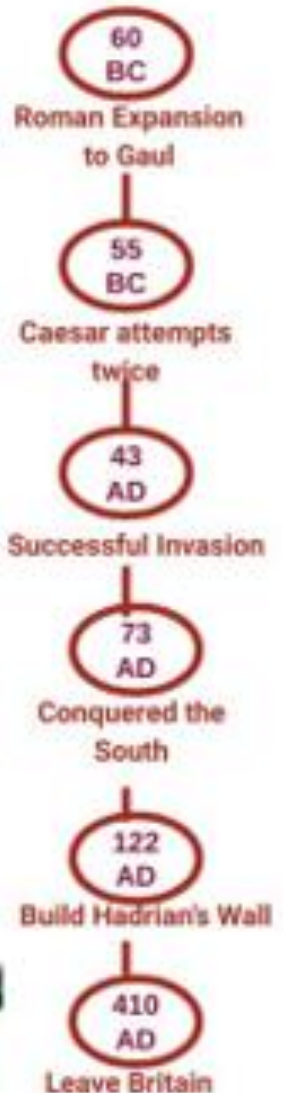 60
BC
Roman Expansion
to Gaul
55
BC
Caesar attempts
twice
43
AD
Successful Invasion
73
AD
Conquered the
South
122
AD
Build Hadrian's Wall
410
AD
Leave Britain